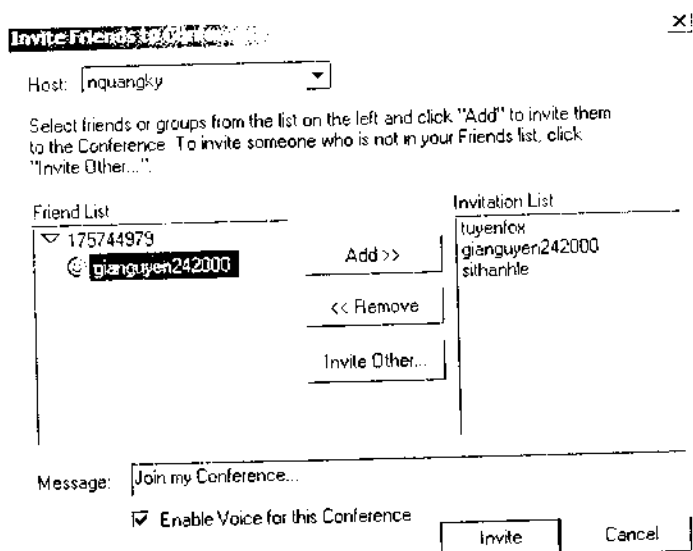 Invite Friends to Conference
Host: nquangky
Select friends or groups from the list on the left and click "Add" to invite them
to the Conference. To invite someone who is not in your Friends list, click
"Invite Other...".
Friend List
175744979
gianguyen242000
Add >>
<< Remove
Invite Other...
Invitation List
tuyenfox
gianguyen242000
sithanhle
Message: Join my Conference...
Enable Voice for this Conference
Invite
Cancel